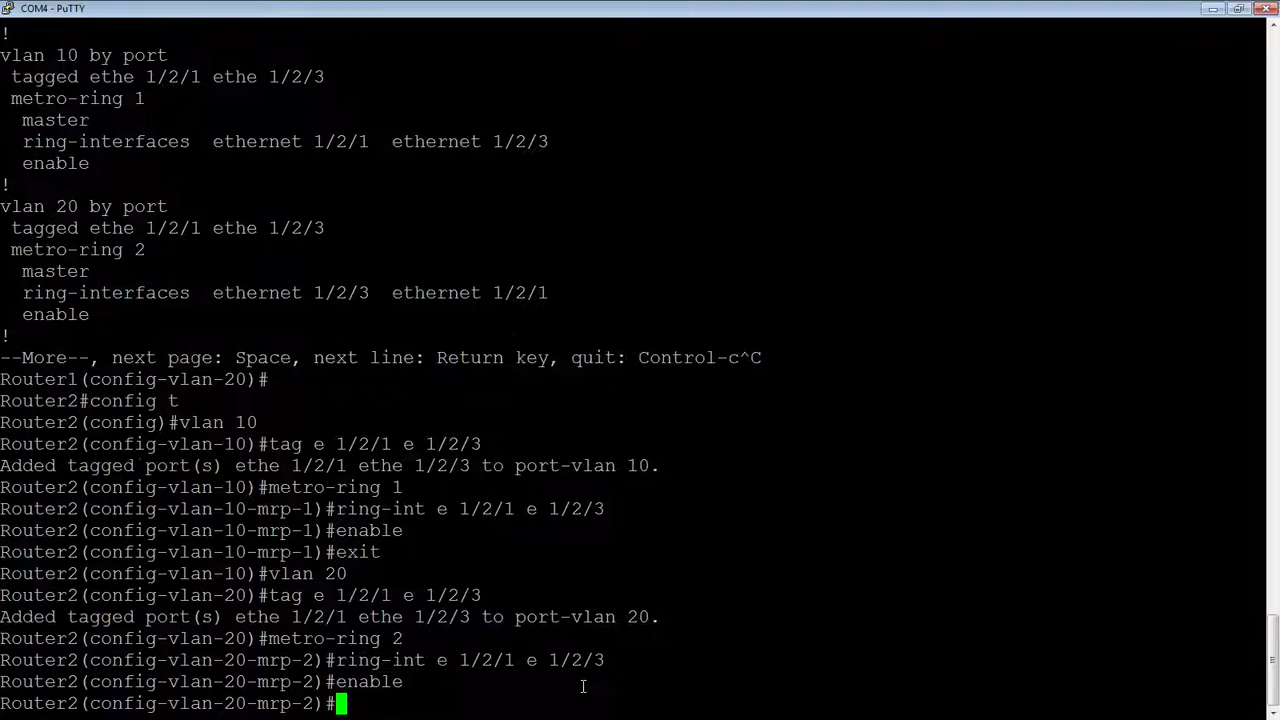 COM4 - PuTTY
!
vlan 10 by port
 tagged ethe 1/2/1 ethe 1/2/3
 metro-ring 1
  master
  ring-interfaces  ethernet 1/2/1  ethernet 1/2/3
  enable
!
vlan 20 by port
 tagged ethe 1/2/1 ethe 1/2/3
 metro-ring 2
  master
  ring-interfaces  ethernet 1/2/3  ethernet 1/2/1
  enable
!
--More--, next page: Space, next line: Return key, quit: Control-c^C
Router1(config-vlan-20)#
Router2#config t
Router2(config)#vlan 10
Router2(config-vlan-10)#tag e 1/2/1 e 1/2/3
Added tagged port(s) ethe 1/2/1 ethe 1/2/3 to port-vlan 10.
Router2(config-vlan-10)#metro-ring 1
Router2(config-vlan-10-mrp-1)#ring-int e 1/2/1 e 1/2/3
Router2(config-vlan-10-mrp-1)#enable
Router2(config-vlan-10-mrp-1)#exit
Router2(config-vlan-10)#vlan 20
Router2(config-vlan-20)#tag e 1/2/1 e 1/2/3
Added tagged port(s) ethe 1/2/1 ethe 1/2/3 to port-vlan 20.
Router2(config-vlan-20)#metro-ring 2
Router2(config-vlan-20-mrp-2)#ring-int e 1/2/1 e 1/2/3
Router2(config-vlan-20-mrp-2)#enable
Router2(config-vlan-20-mrp-2)#